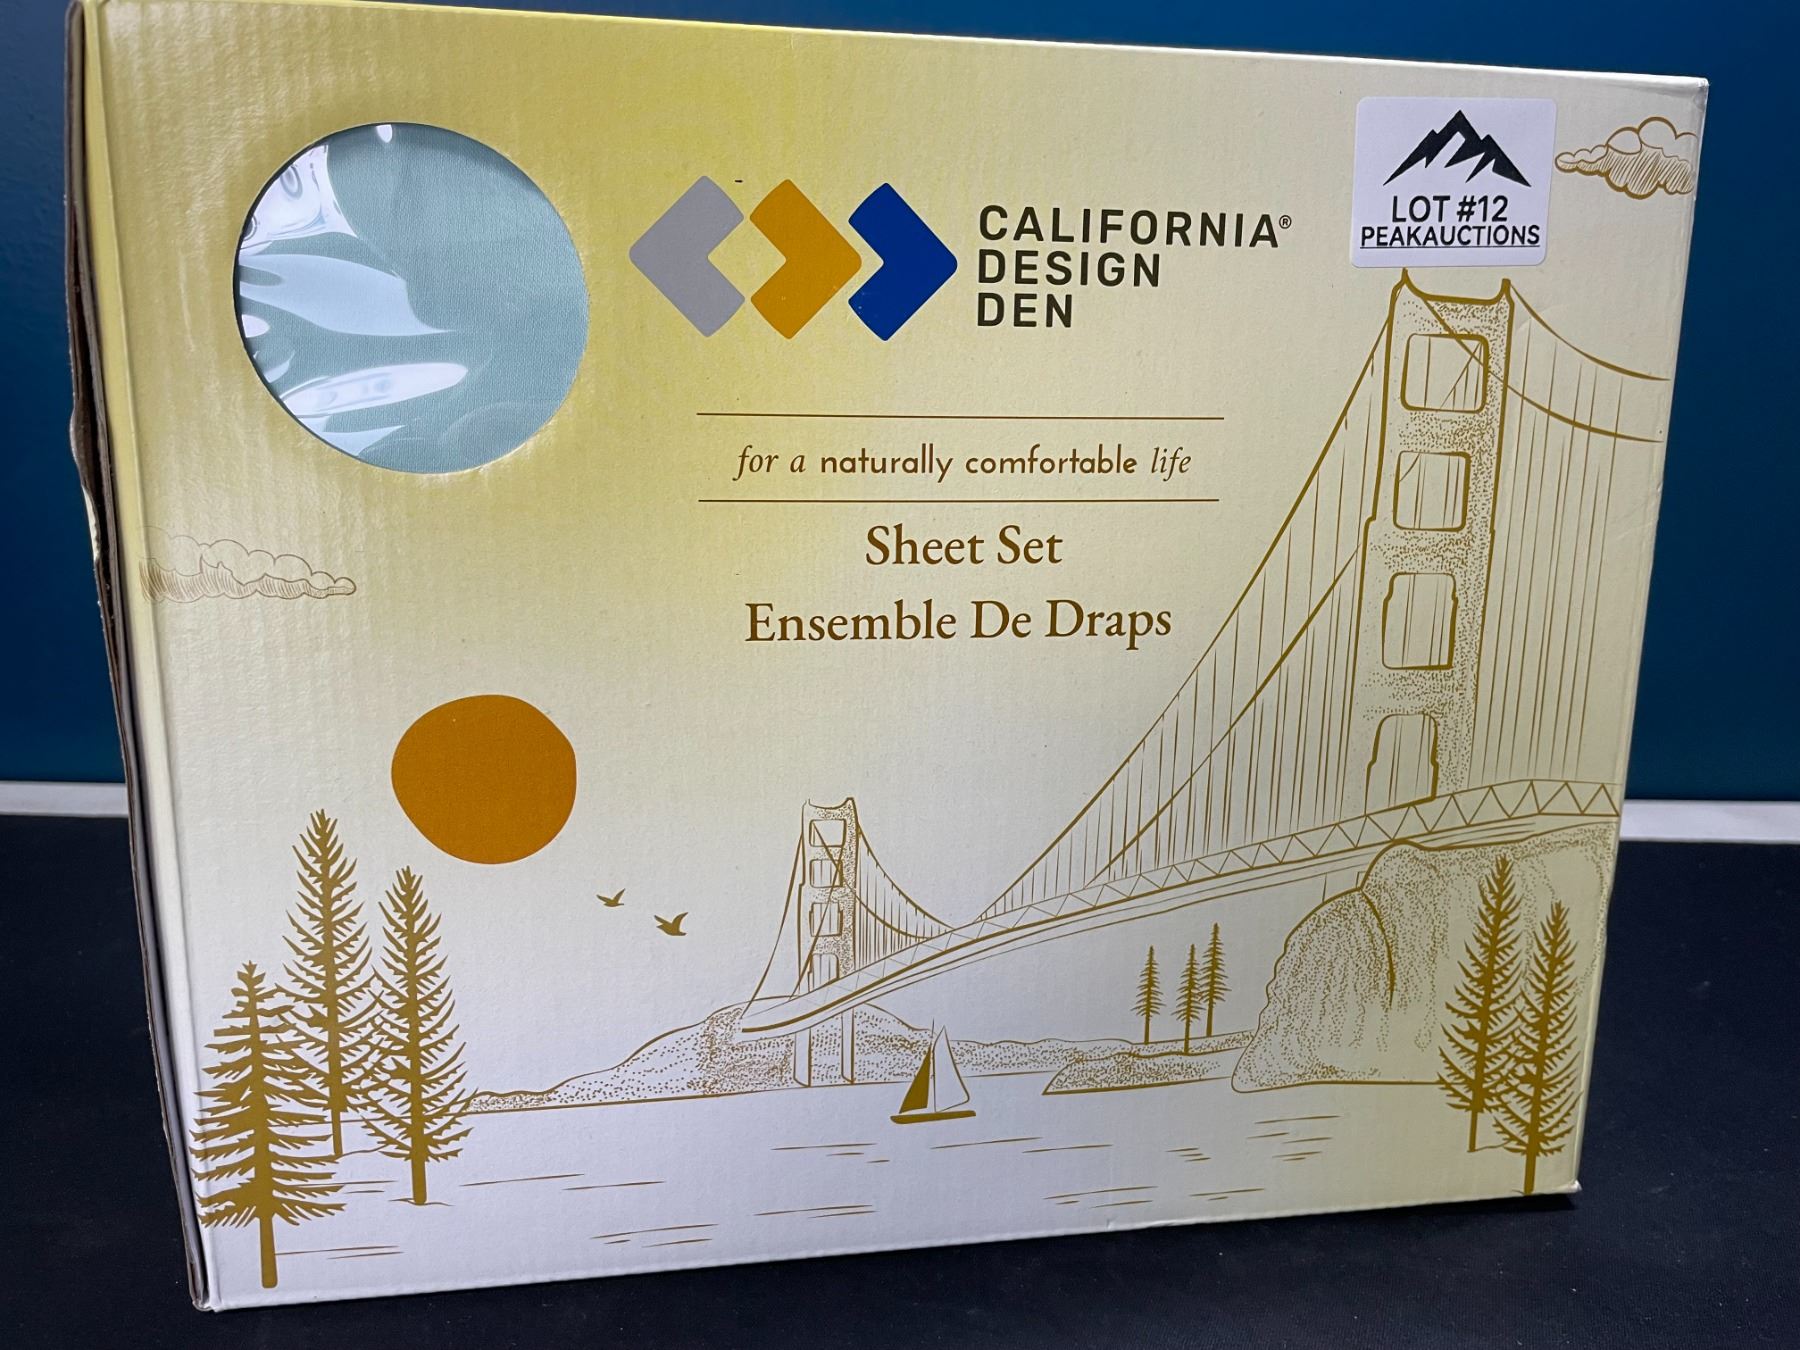 CALIFORNIA®
DESIGN
DEN
LOT #12
PEAKAUCTIONS
for a naturally comfortable life
Sheet Set
Ensemble De Draps